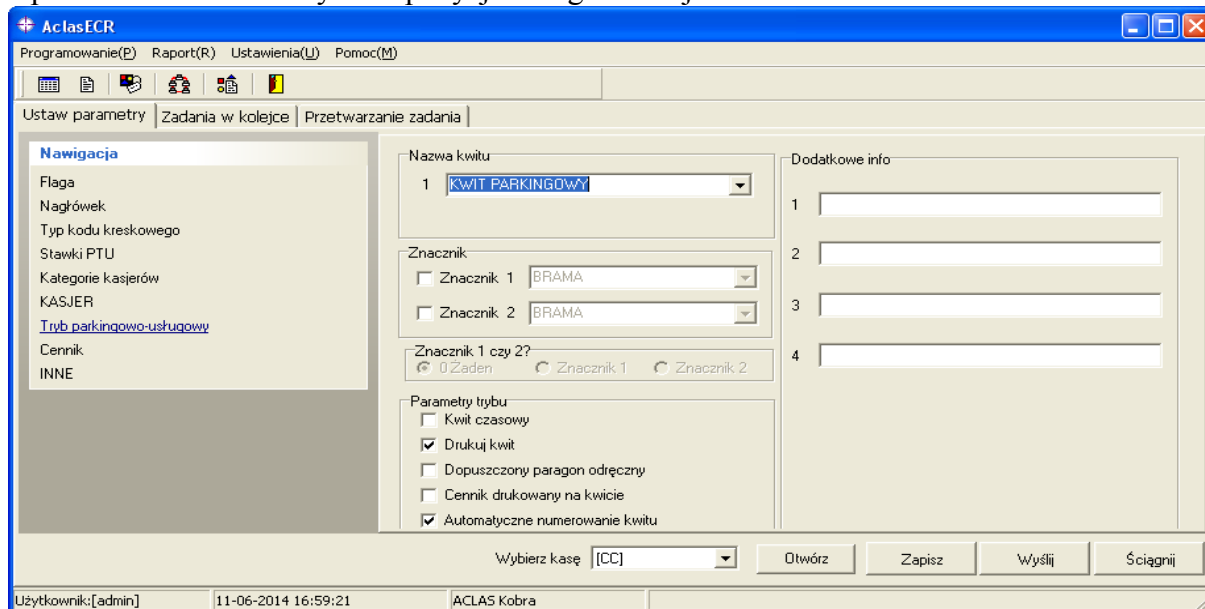 AclasECR
Programowanie(P) Raport(R) Ustawienia(U) Pomoc(M)
Ustaw parametry Zadania w kolejce Przetwarzanie zadania
Nawigacja
Flaga
Nagłówek
Typ kodu kreskowego
Stawki PTU
Kategorie kasjerów
KASJER
Tryb parkingowo-usługowy
Cennik
INNE
Nazwa kwitu
1 KWIT PARKINGOWY
Znacznik
Znacznik 1 BRAMA
Znacznik 2 BRAMA
Znacznik 1 czy 2?
0 Żaden Znacznik 1 Znacznik 2
Parametry trybu
Kwit czasowy
Drukuj kwit
Dopuszczony paragon odręczny
Cennik drukowany na kwicie
Automatyczne numerowanie kwitu
Dodatkowe info
1
2
3
4
Wybierz kasę [CC] Otwórz Zapisz Wyślij Ściągnij
Użytkownik:[admin] 11-06-2014 16:59:21 ACLAS Kobra